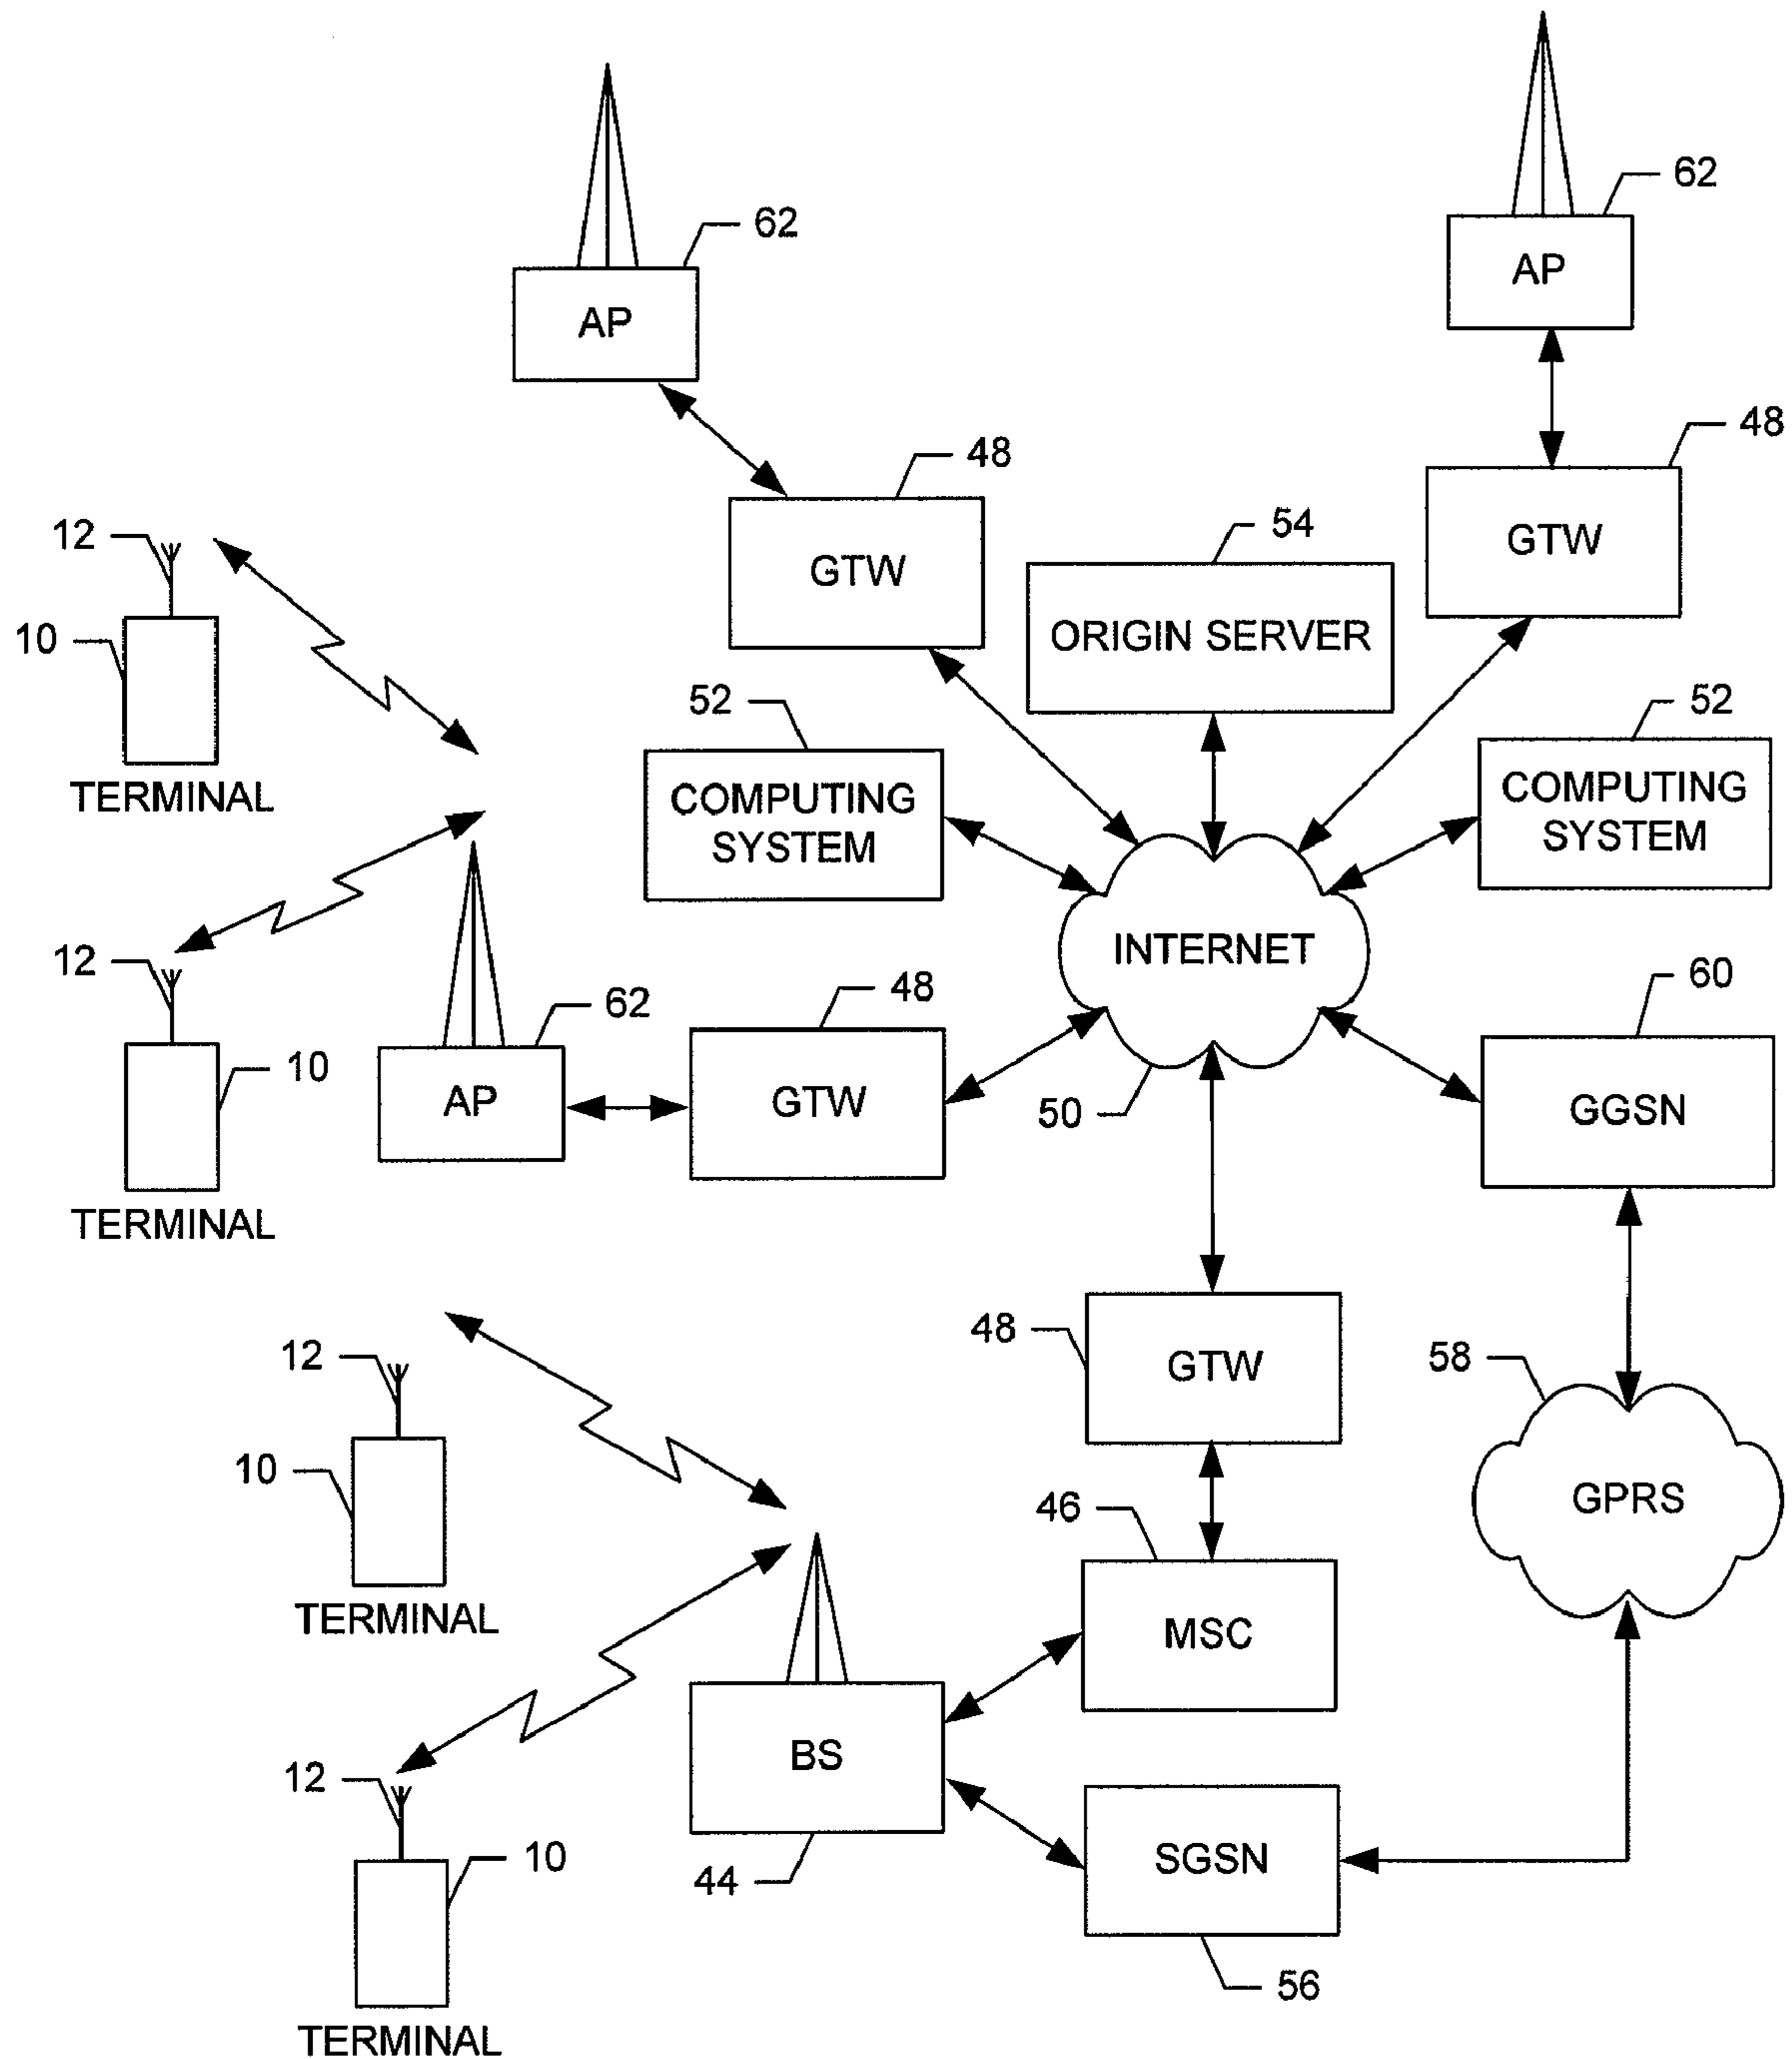 62
AP
62
AP
48
GTW
48
GTW
54
ORIGIN SERVER
12
10
TERMINAL
52
COMPUTING
SYSTEM
52
COMPUTING
SYSTEM
INTERNET
50
12
10
TERMINAL
62
AP
48
GTW
60
GGSN
48
GTW
58
GPRS
12
10
TERMINAL
46
MSC
BS
44
12
10
TERMINAL
SGSN
56